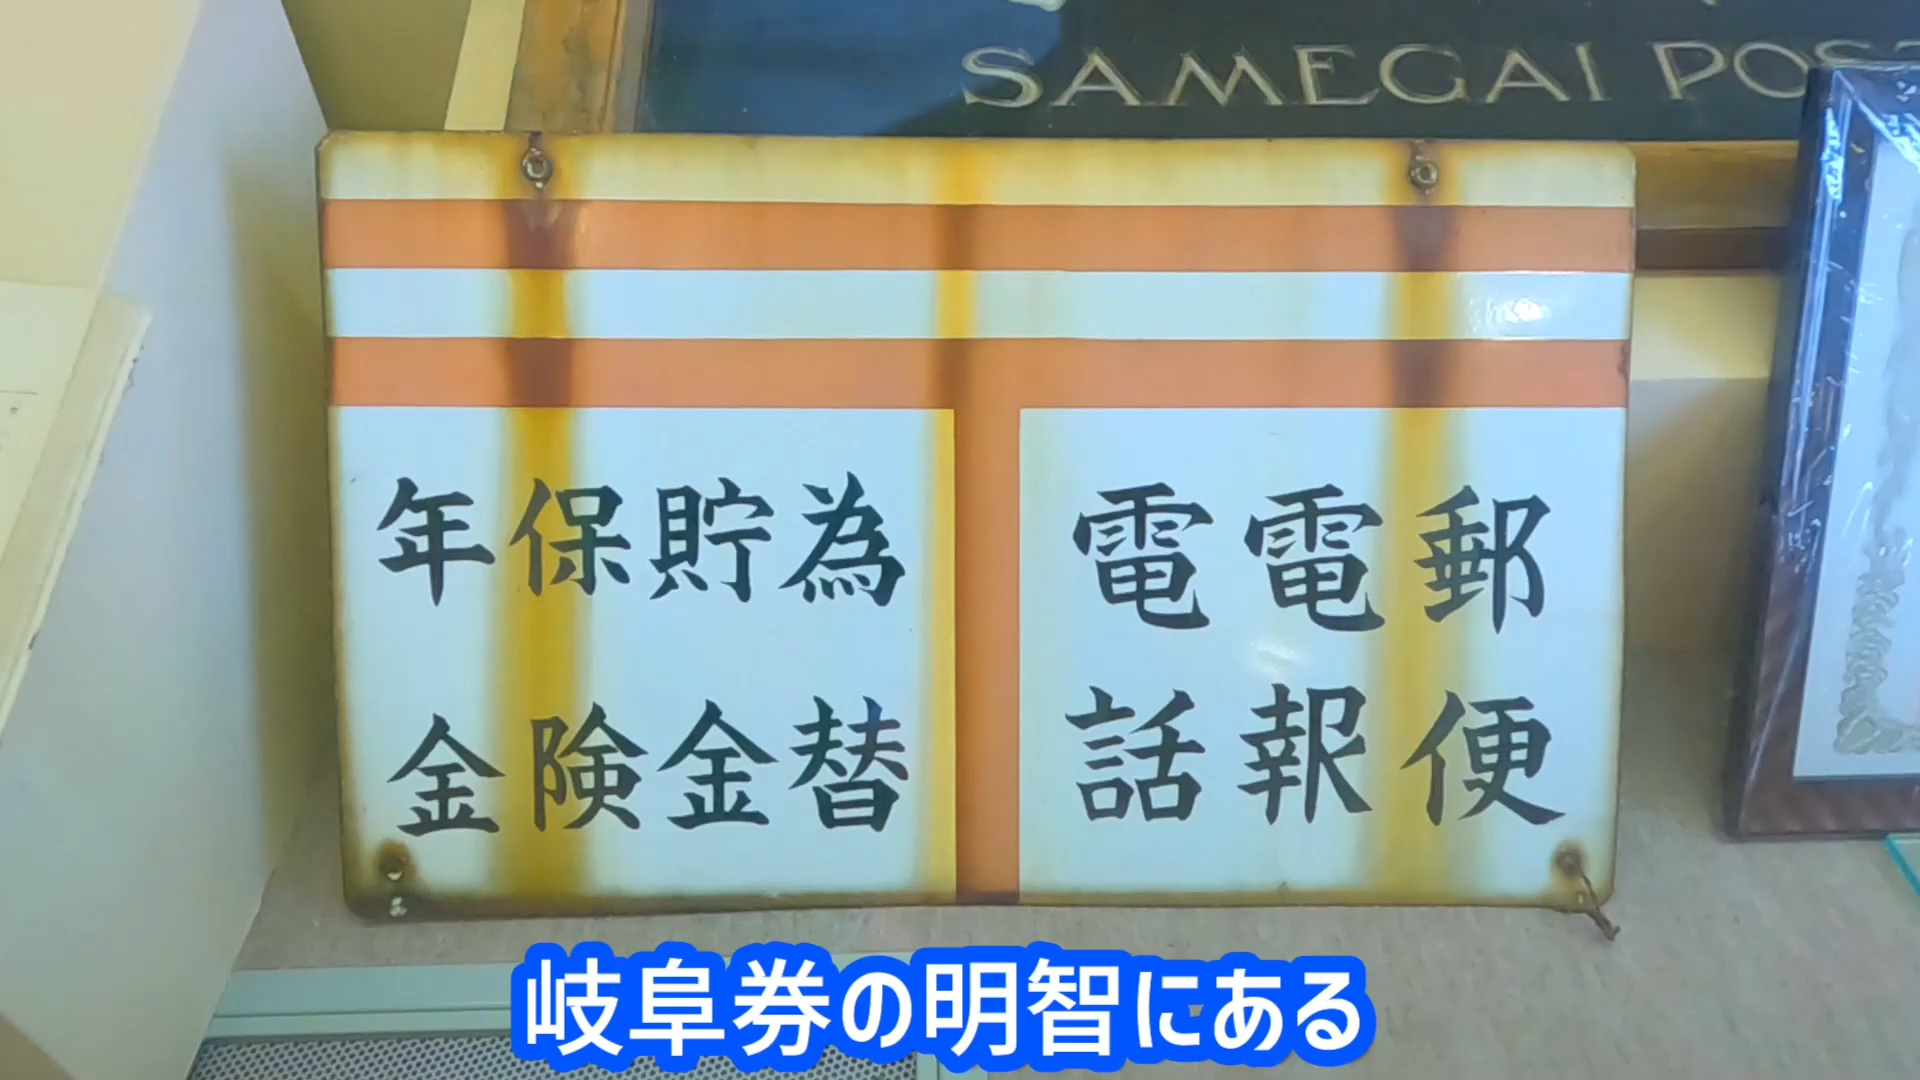 SAMEGAI POS
郵便
電報
電話
為替
貯金
保険
年金
岐阜券の明智にある